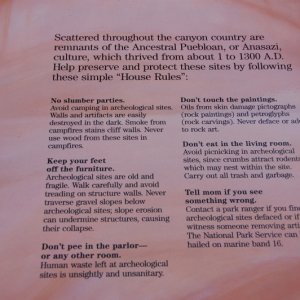 Scattered throughout the canyon country are
remnants of the Ancestral Puebloan, or Anasazi,
culture, which thrived from about 1 to 1300 A.D.
Help preserve and protect these sites by following
these simple “House Rules”:
No slumber parties.
Avoid camping in archeological sites.
Walls and artifacts are easily
destroyed in the dark. Smoke from
campfires stains cliff walls. Never
use wood from these sites in
campfires.
Keep your feet
off the furniture.
Archeological sites are old and
fragile. Walk carefully and avoid
treading on structure walls. Never
traverse gravel slopes below
archeological sites; slope erosion
can undermine structures, causing
their collapse.
Don't pee in the parlor—
or any other room.
Human waste left at archeological
sites is unsightly and unsanitary.
Don't touch the paintings.
Oils from skin damage pictographs
(rock paintings) and petroglyphs
(rock carvings). Never deface or
to rock art.
Don't eat in the living room.
Avoid picnicking in archeological
sites, since crumbs attract rodents
which may nest within the site.
Carry out all trash and garbage.
Tell mom if you see
something wrong.
Contact a park ranger if you find
archeological sites defaced or if
witness someone removing
The National Park Service can
hailed on marine band 16.